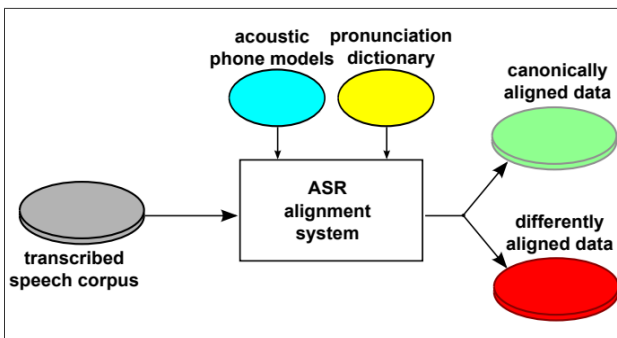 acoustic
phone models
pronunciation
dictionary
canonically
aligned data
ASR
alignment
system
transcribed
speech corpus
differently
aligned data